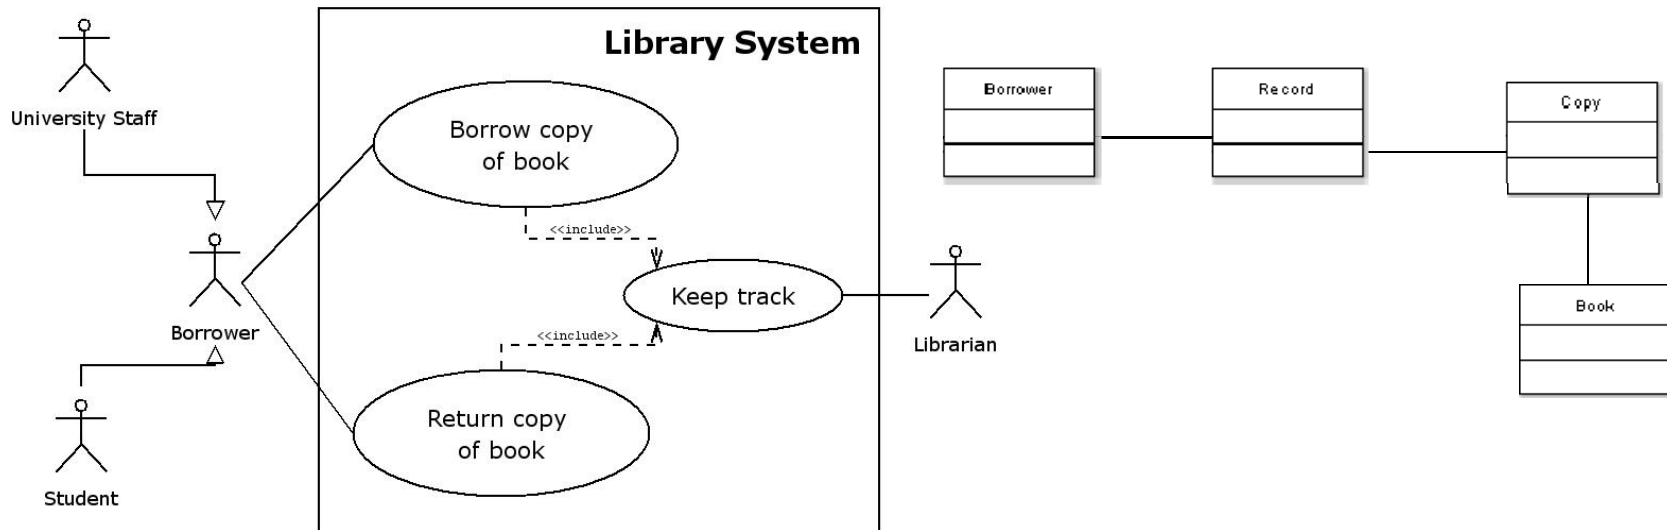 Library System
University Staff
Borrow copy
of book
<<include>>
Borrower
Keep track
<<include>>
Librarian
Return copy
of book
Student
Borrower
Record
Copy
Book